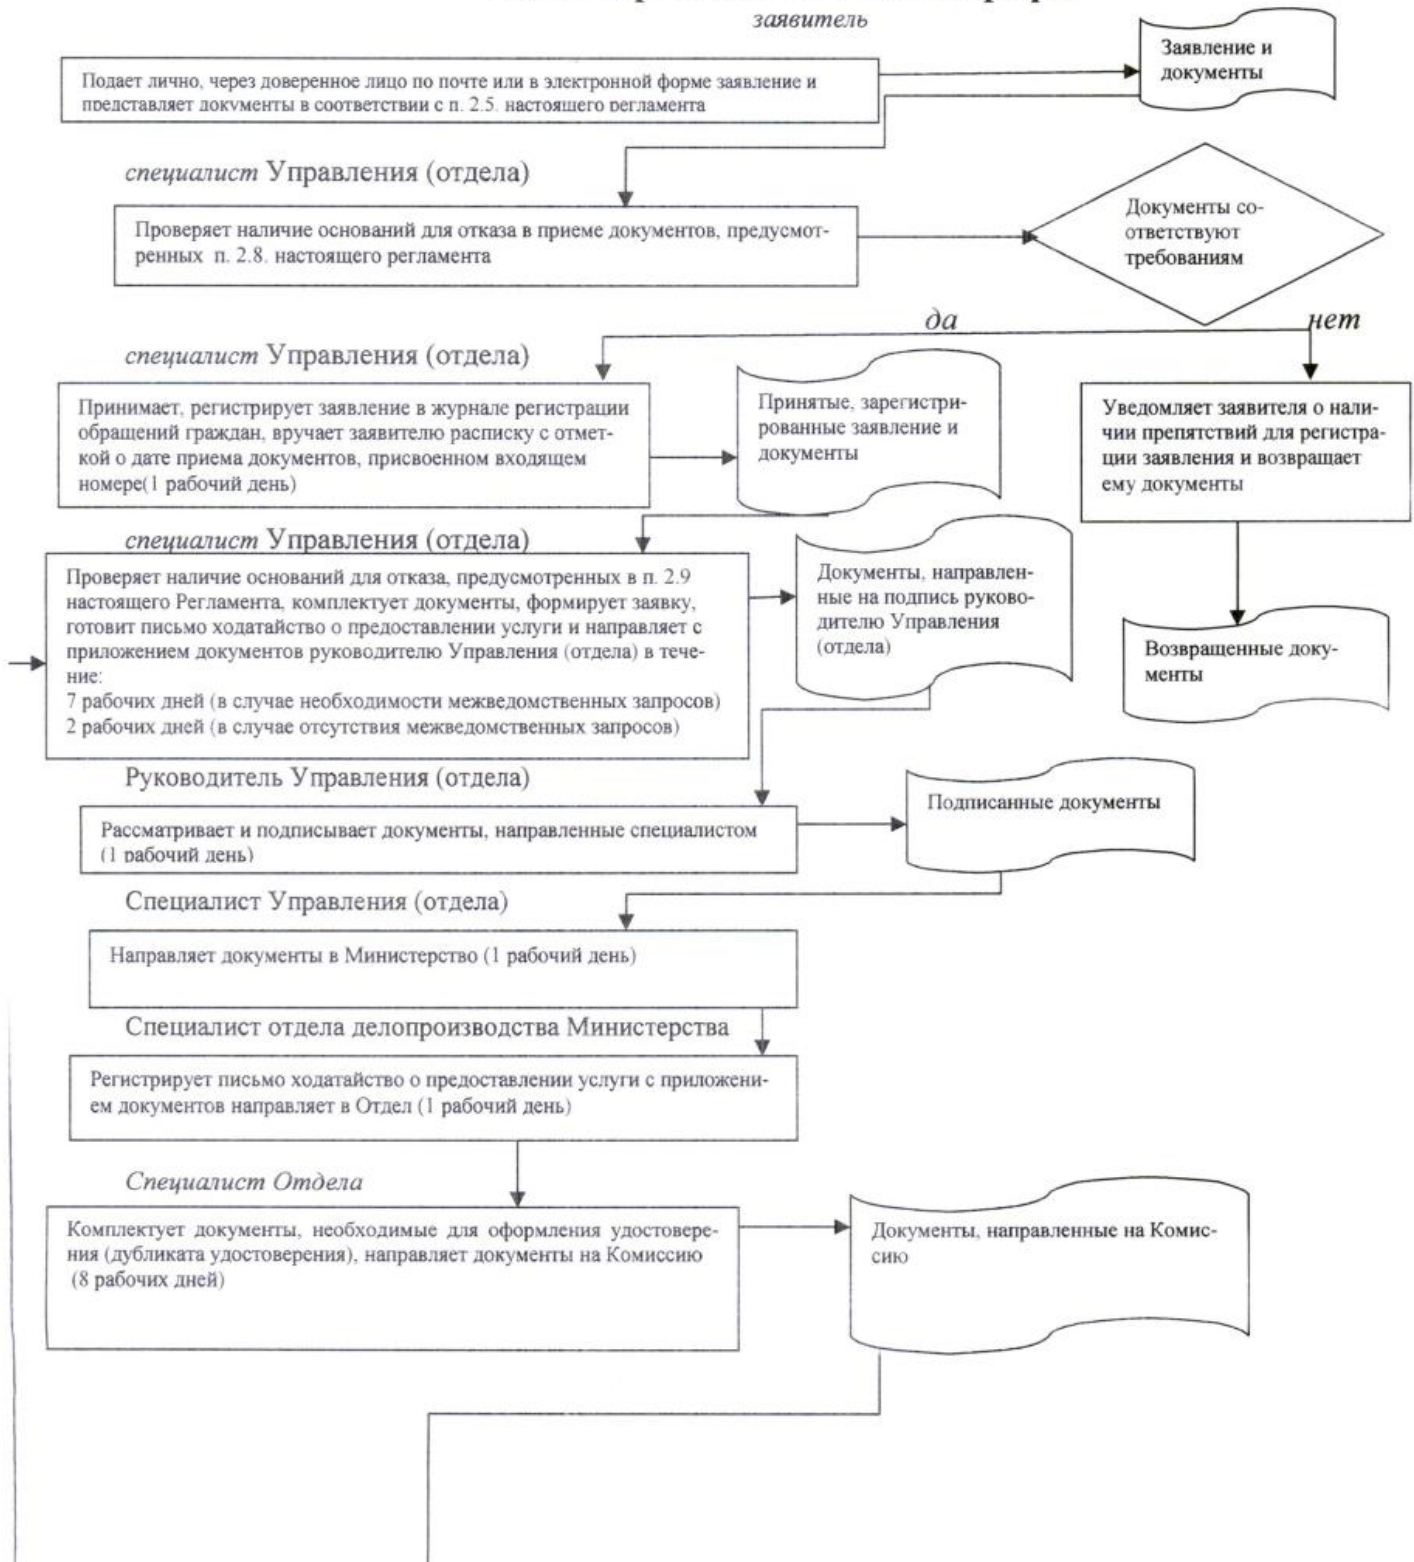 заявитель
Заявление и
документы
Подает лично, через доверенное лицо по почте или в электронной форме заявление и
представляет документы в соответствии с п. 2.5. настоящего регламента
специалист Управления (отдела)
Проверяет наличие оснований для отказа в приеме документов, предусмот-
ренных п. 2.8. настоящего регламента
Документы со-
ответствуют
требованиям
да
нет
специалист Управления (отдела)
Принимает, регистрирует заявление в журнале регистрации
обращений граждан, вручает заявителю расписку с отмет-
кой о дате приема документов, присвоенном входящем
номере(1 рабочий день)
Принятые, зарегистри-
рованные заявление и
документы
Уведомляет заявителя о нали-
чии препятствий для регистра-
ции заявления и возвращает
ему документы
специалист Управления (отдела)
Проверяет наличие оснований для отказа, предусмотренных в п. 2.9
настоящего Регламента, комплектует документы, формирует заявку,
готовит письмо ходатайство о предоставлении услуги и направляет с
приложением документов руководителю Управления (отдела) в тече-
ние:
7 рабочих дней (в случае необходимости межведомственных запросов)
2 рабочих дней (в случае отсутствия межведомственных запросов)
Документы, направлен-
ные на подпись руково-
дителю Управления
(отдела)
Возвращенные доку-
менты
Руководитель Управления (отдела)
Рассматривает и подписывает документы, направленные специалистом
(1 рабочий день)
Подписанные документы
Специалист Управления (отдела)
Направляет документы в Министерство (1 рабочий день)
Специалист отдела делопроизводства Министерства
Регистрирует письмо ходатайство о предоставлении услуги с приложени-
ем документов направляет в Отдел (1 рабочий день)
Специалист Отдела
Комплектует документы, необходимые для оформления удостовере-
ния (дубликата удостоверения), направляет документы на Комиссию
(8 рабочих дней)
Документы, направленные на Комис-
сию